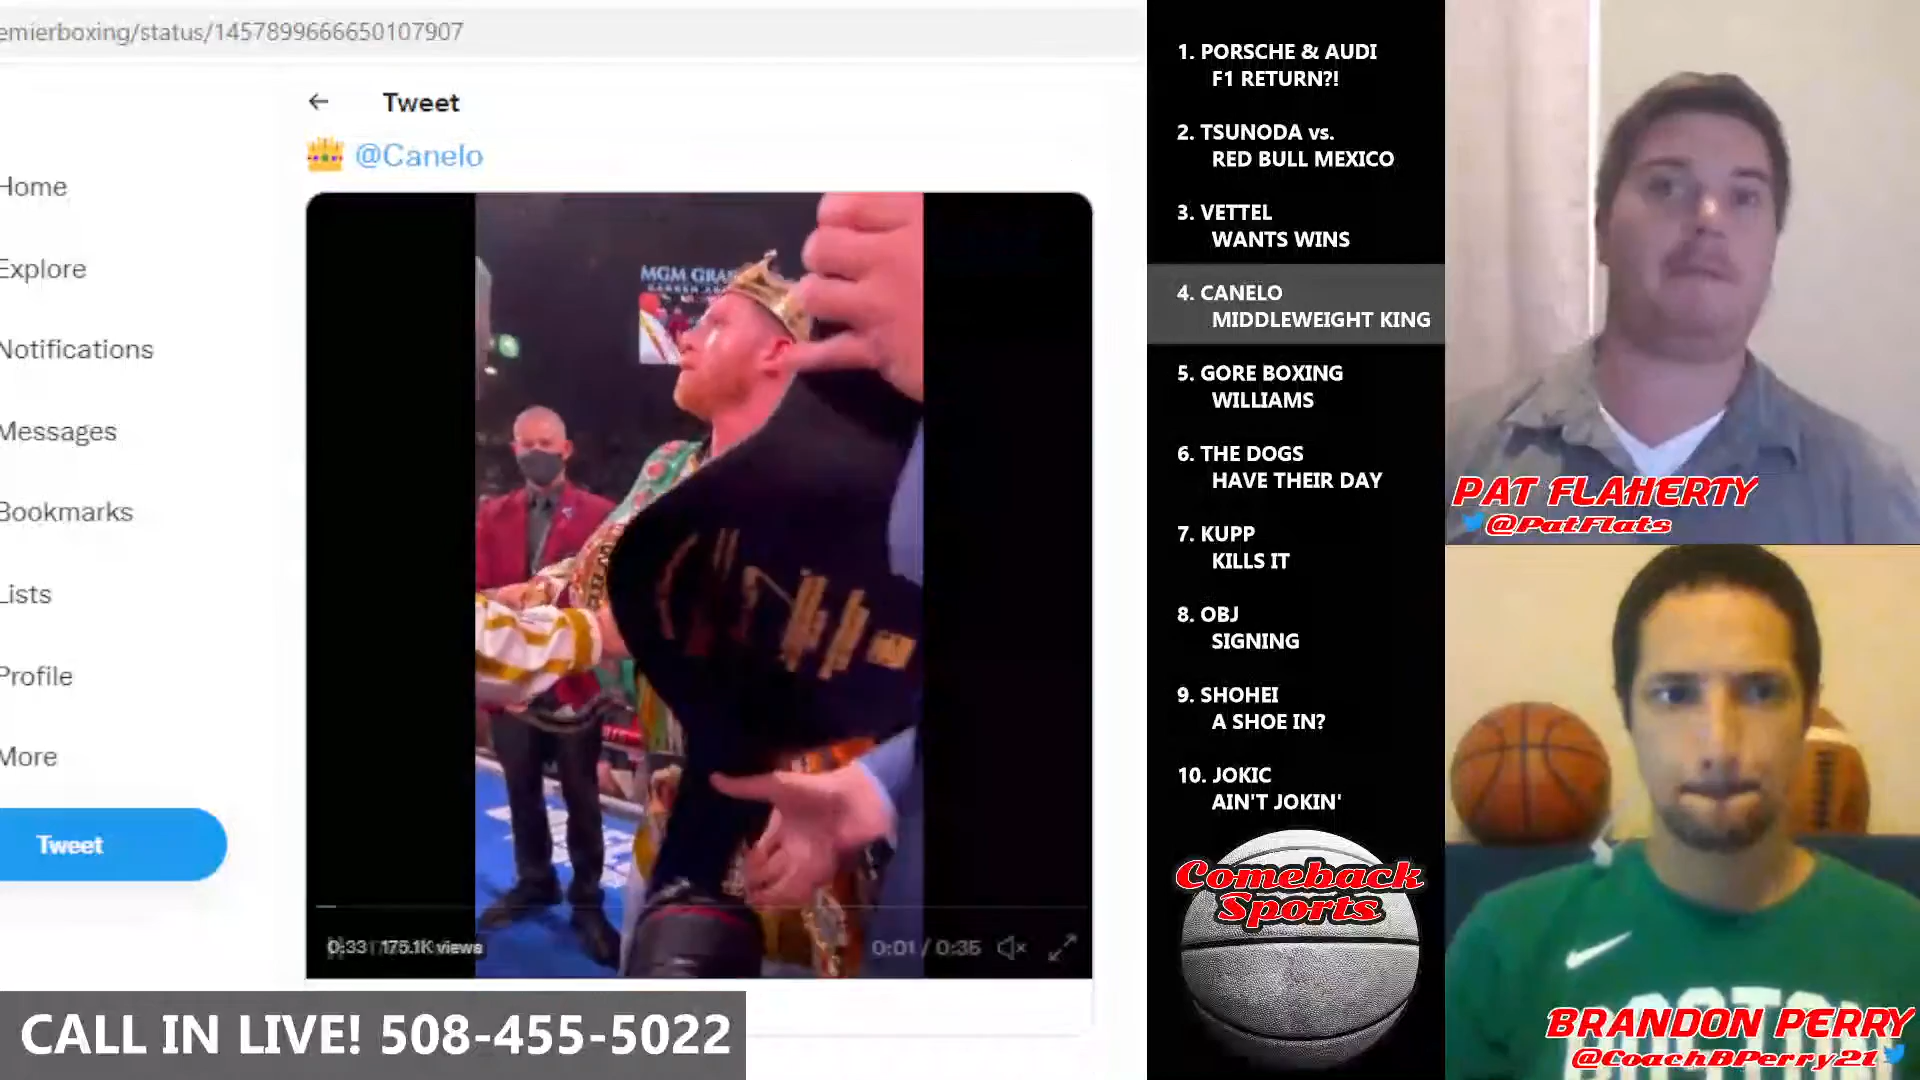 emierboxing/status/1457899666650107907
Tweet
@Canelo
Home
Explore
Notifications
Messages
Bookmarks
Lists
Profile
More
Tweet
MGM GRA
0:33 175.1K views
0:01 / 0:35
CALL IN LIVE! 508-455-5022
1. PORSCHE & AUDI
F1 RETURN?!
2. TSUNODA vs.
RED BULL MEXICO
3. VETTEL
WANTS WINS
4. CANELO
MIDDLEWEIGHT KING
5. GORE BOXING
WILLIAMS
6. THE DOGS
HAVE THEIR DAY
7. KUPP
KILLS IT
8. OBJ
SIGNING
9. SHOHEI
A SHOE IN?
10. JOKIC
AIN'T JOKIN'
Comeback
Sports
PAT FLAHERTY
@PatFlats
BRANDON PERRY
@CoachBPerry21
BOSTON